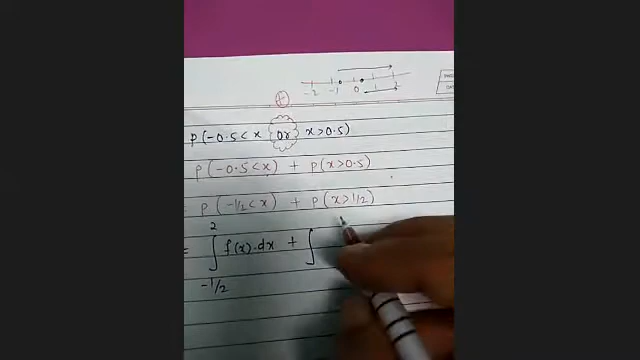 -2 -1 0 2
+
P(-0.5 < x or x > 0.5)
P(-0.5 < x) + P(x > 0.5)
= P(-1/2 < x) + P(x > 1/2)
= ∫_{-1/2}^{2} f(x).dx + ∫